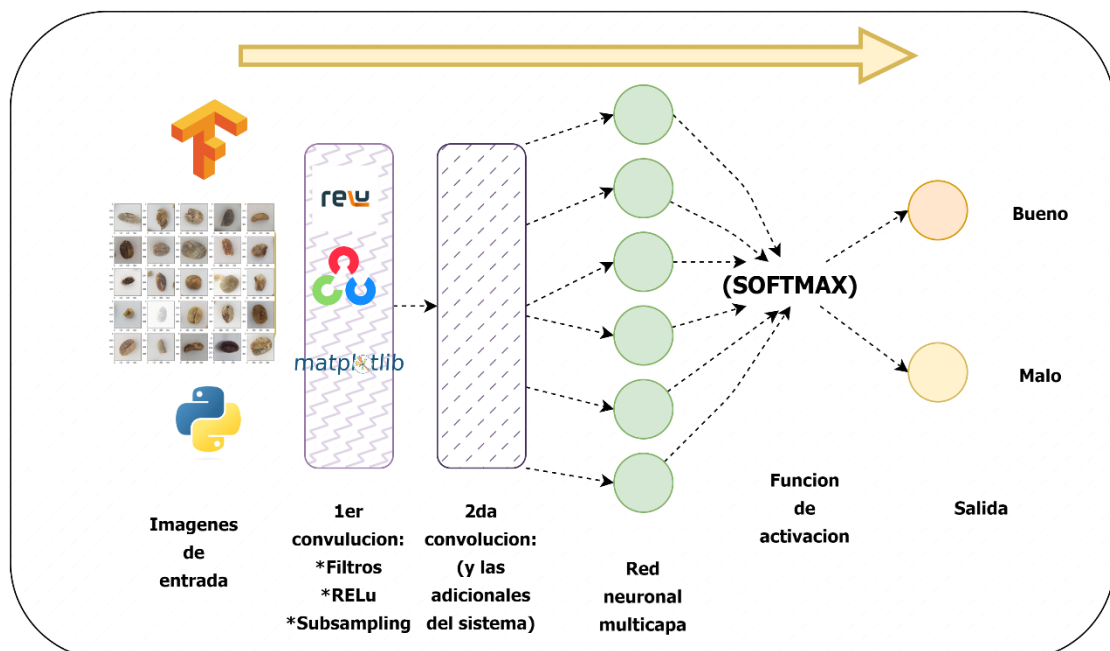 relu
matplotlib
(SOFTMAX)
Bueno
Malo
Imagenes
de
entrada
1er
convulucion:
*Filtros
*RELu
*Subsampling
2da
convolucion:
(y las
adicionales
del sistema)
Red
neuronal
multicapa
Funcion
de
activacion
Salida